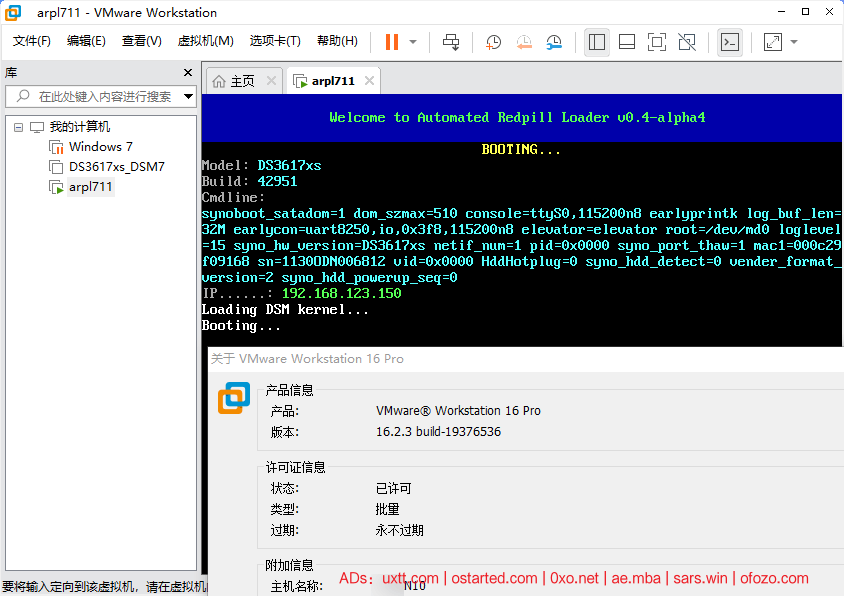 arpl711 - VMware Workstation
文件(F) 编辑(E) 查看(V) 虚拟机(M) 选项卡(T) 帮助(H)
库
在此处键入内容进行搜索
我的计算机
Windows 7
DS3617xs_DSM7
arpl711
主页 arpl711
Welcome to Automated Redpill Loader v0.4-alpha4
BOOTING...
Model: DS3617xs
Build: 42951
Cmdline:
synoboot_satadom=1 dom_szmax=510 console=ttyS0,115200n8 earlyprintk log_buf_len=
32M earlycon=uart8250,io,0x3f8,115200n8 elevator=elevator root=/dev/md0 loglevel
=15 syno_hw_version=DS3617xs netif_num=1 pid=0x0000 syno_port_thaw=1 mac1=000c29
f09168 sn=1130ODN006812 vid=0x0000 HddHotplug=0 syno_hdd_detect=0 vender_format_
version=2 syno_hdd_powerup_seq=0
IP......: 192.168.123.150
Loading DSM kernel...
Booting...
关于 VMware Workstation 16 Pro
产品信息
产品: VMware® Workstation 16 Pro
版本: 16.2.3 build-19376536
许可证信息
状态: 已许可
类型: 批量
过期: 永不过期
附加信息
主机名称: N10
要将输入定向到该虚拟机，请在虚拟机
ADs: uxtt.com | ostarted.com | 0xo.net | ae.mba | sars.win | ofozo.com